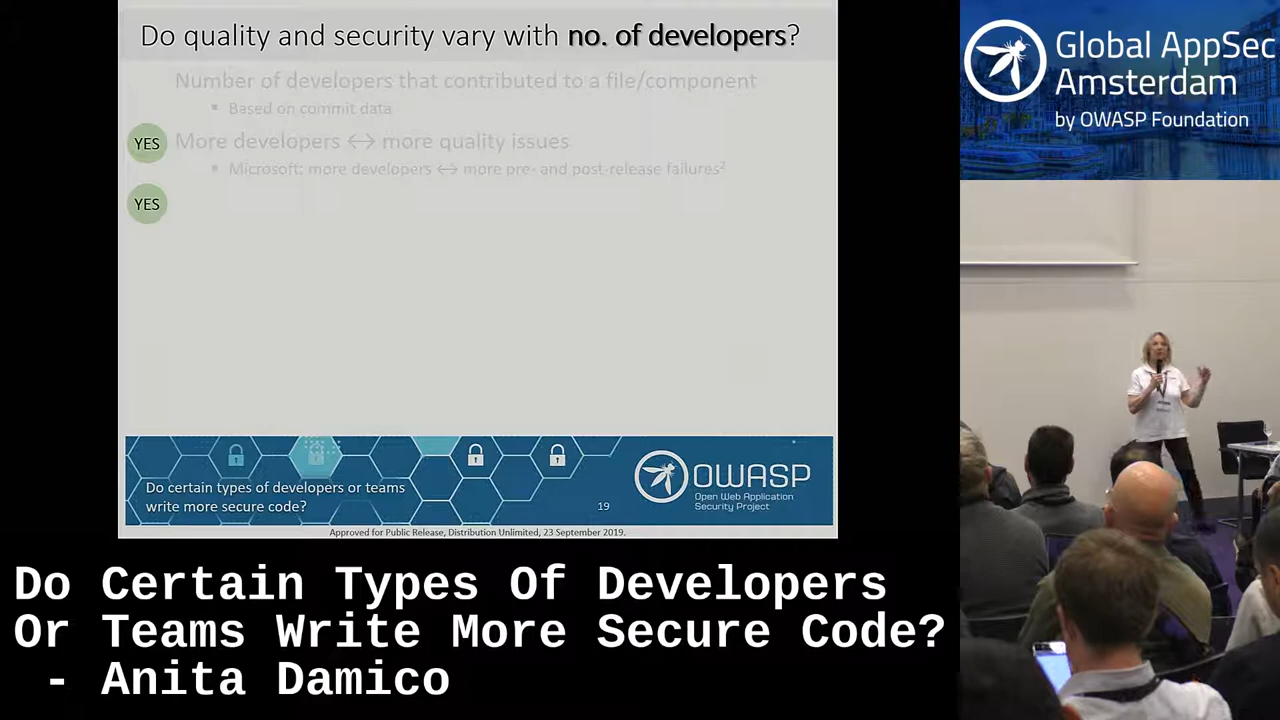 Do quality and security vary with no. of developers?
Number of developers that contributed to a file/component
▪ Based on commit data
YES More developers ↔ more quality issues
▪ Microsoft: more developers ↔ more pre- and post-release failures²
YES
Do certain types of developers or teams
write more secure code?
19
OWASP
Open Web Application
Security Project
Approved for Public Release, Distribution Unlimited, 23 September 2019.
Global AppSec
Amsterdam
by OWASP Foundation
Do Certain Types Of Developers
Or Teams Write More Secure Code?
- Anita Damico